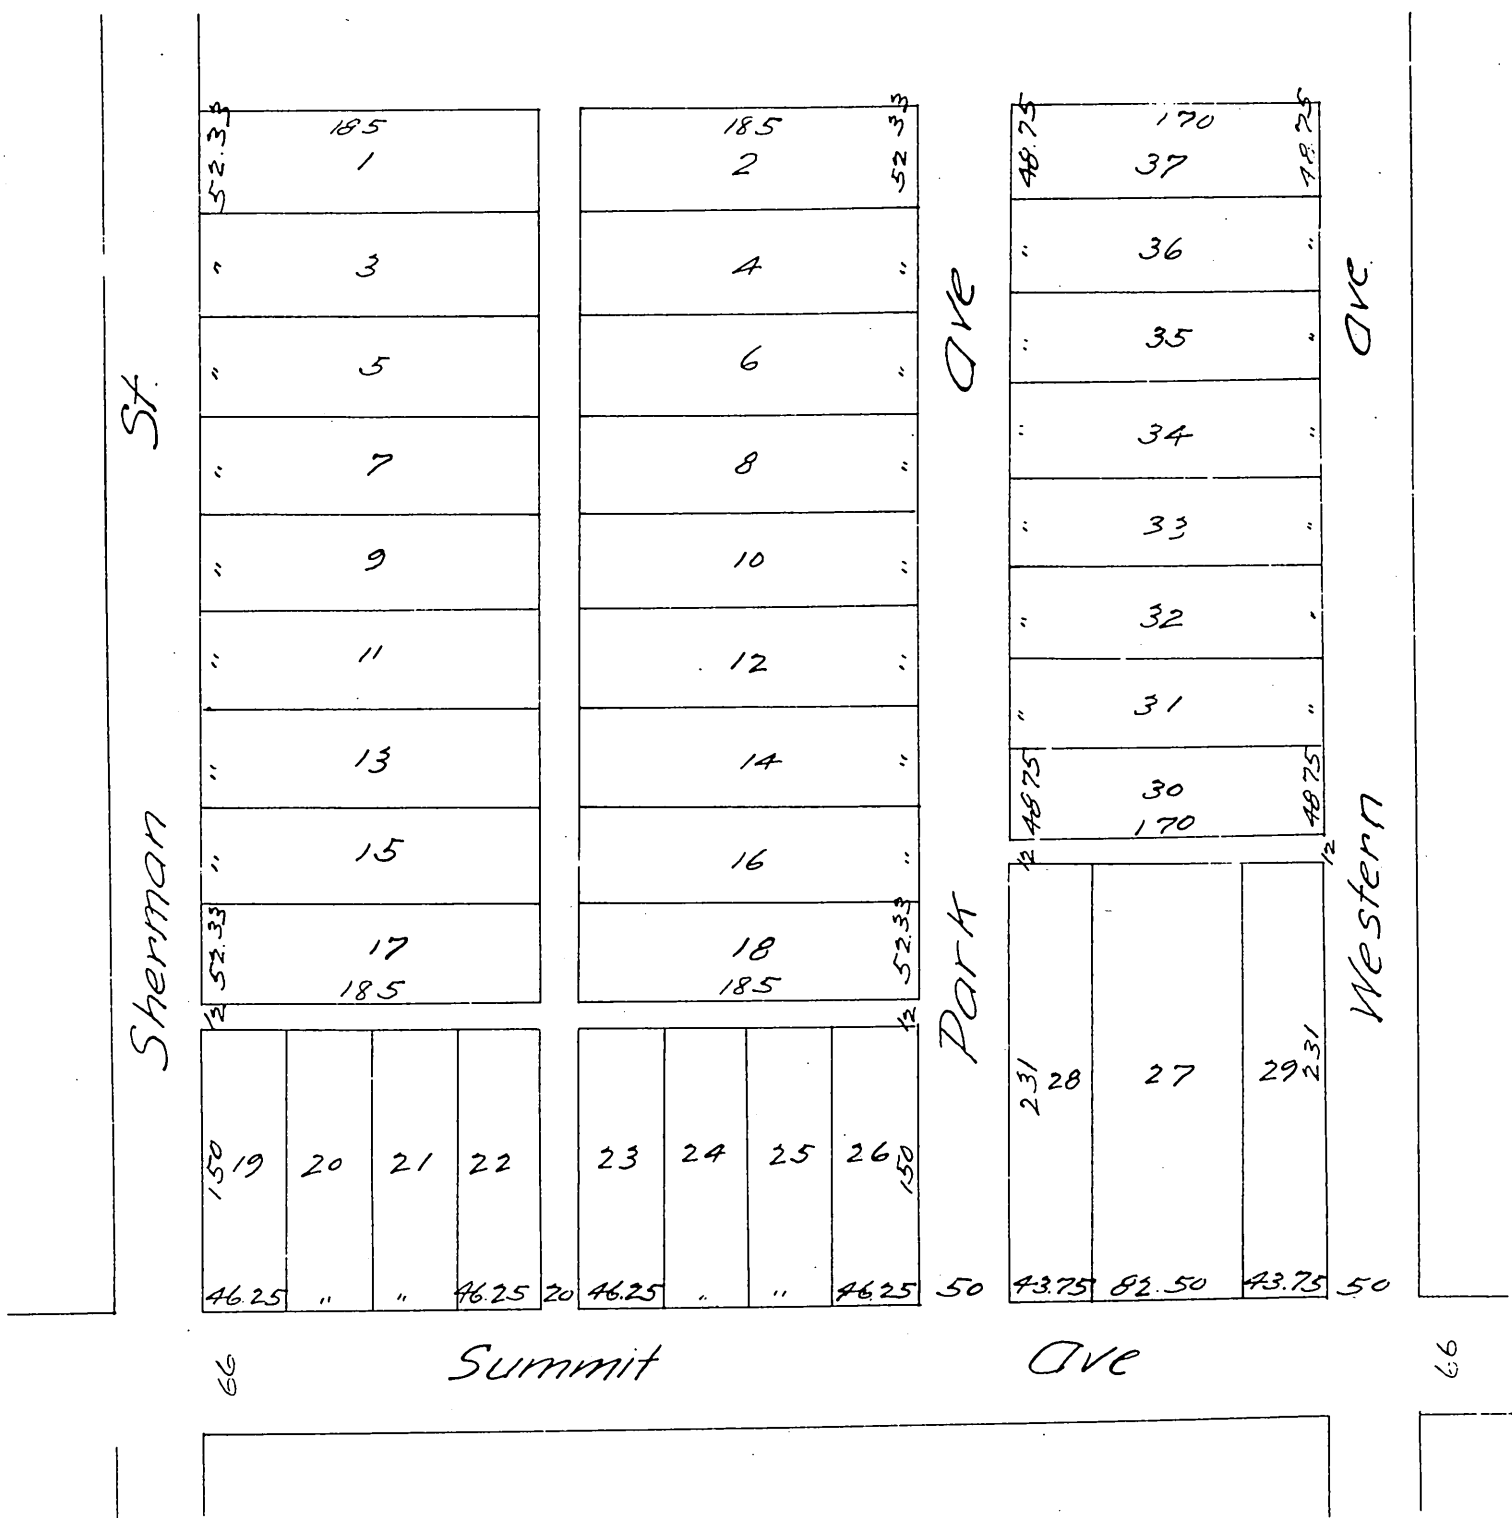 52.33 185 185 52 33 48.75 170 48.75
1 2 37
" 3 4 " " 36 "
" 5 6 " " 35 "
" 7 8 " " 34 "
" 9 10 " " 33 "
" 11 12 " " 32 "
" 13 14 " " 31 "
" 15 16 " 48 75 30 48 75
170
12 12
52.33 17 18 52.33
185 185
12 12
231 28 27 29 231
150 19 20 21 22 23 24 25 26 150
46.25 " " 46.25 20 46.25 " " 46.25 50 43.75 82.50 43.75 50
Sherman St.
Park Ave
Western Ave.
66 Summit Ave 66